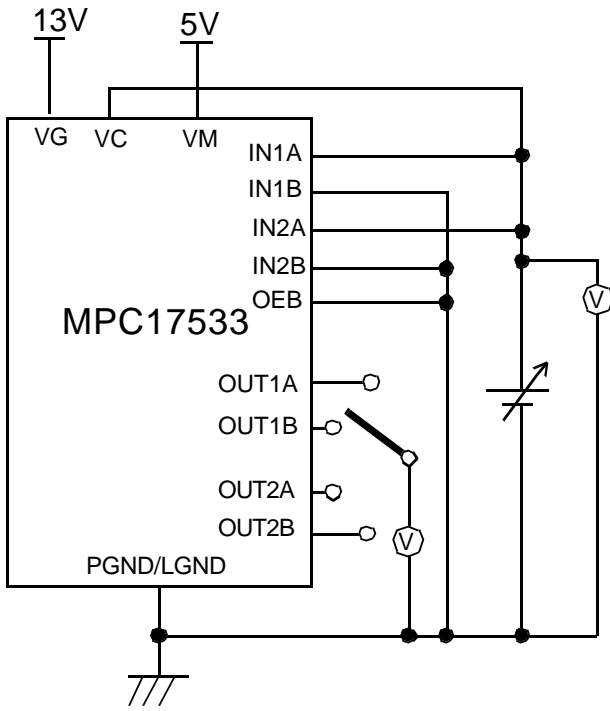 13V
5V
VG
VC
VM
IN1A
IN1B
IN2A
IN2B
OEB
MPC17533
V
OUT1A
OUT1B
OUT2A
OUT2B
V
PGND/LGND